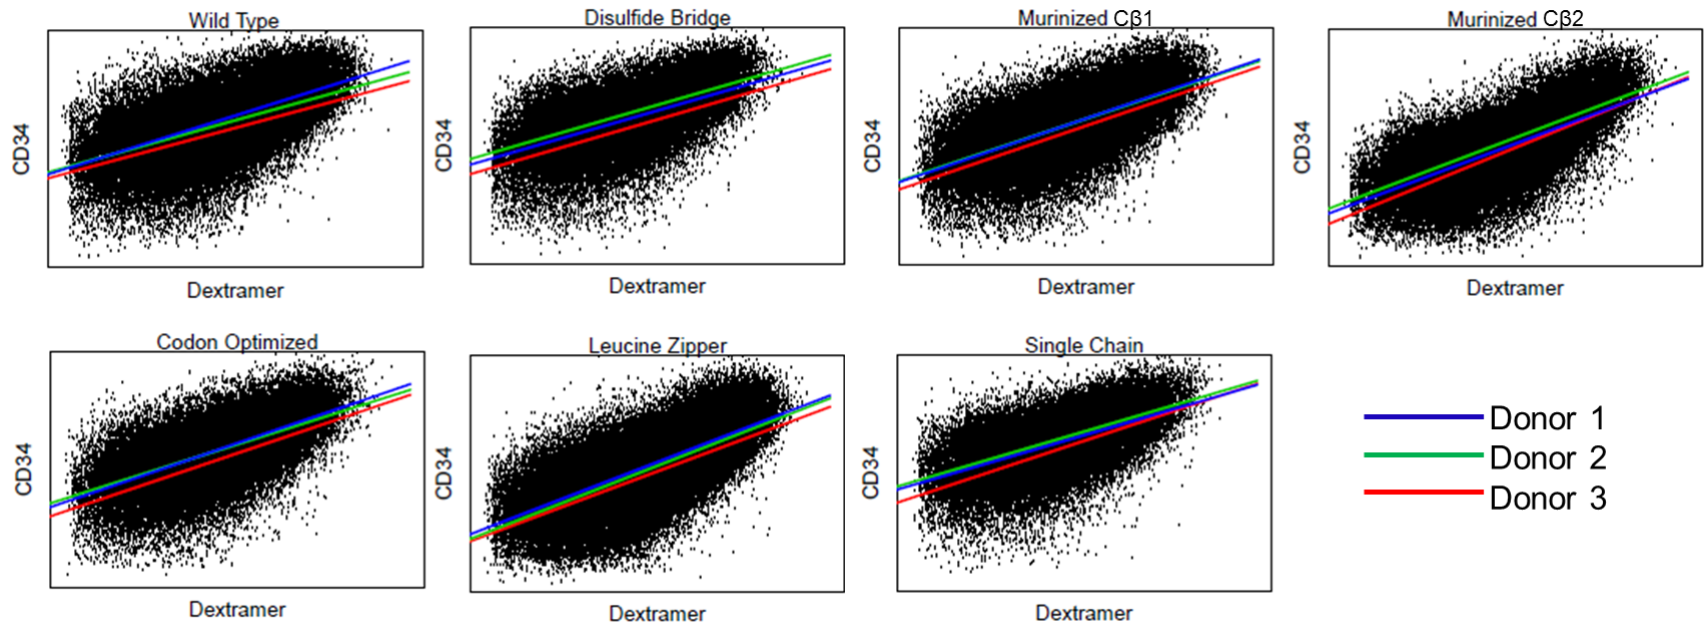 Wild Type
Disulfide Bridge
Murinized Cβ1
Murinized Cβ2
CD34
CD34
CD34
CD34
Dextramer
Dextramer
Dextramer
Dextramer
Codon Optimized
Leucine Zipper
Single Chain
CD34
CD34
CD34
Donor 1
Donor 2
Donor 3
Dextramer
Dextramer
Dextramer